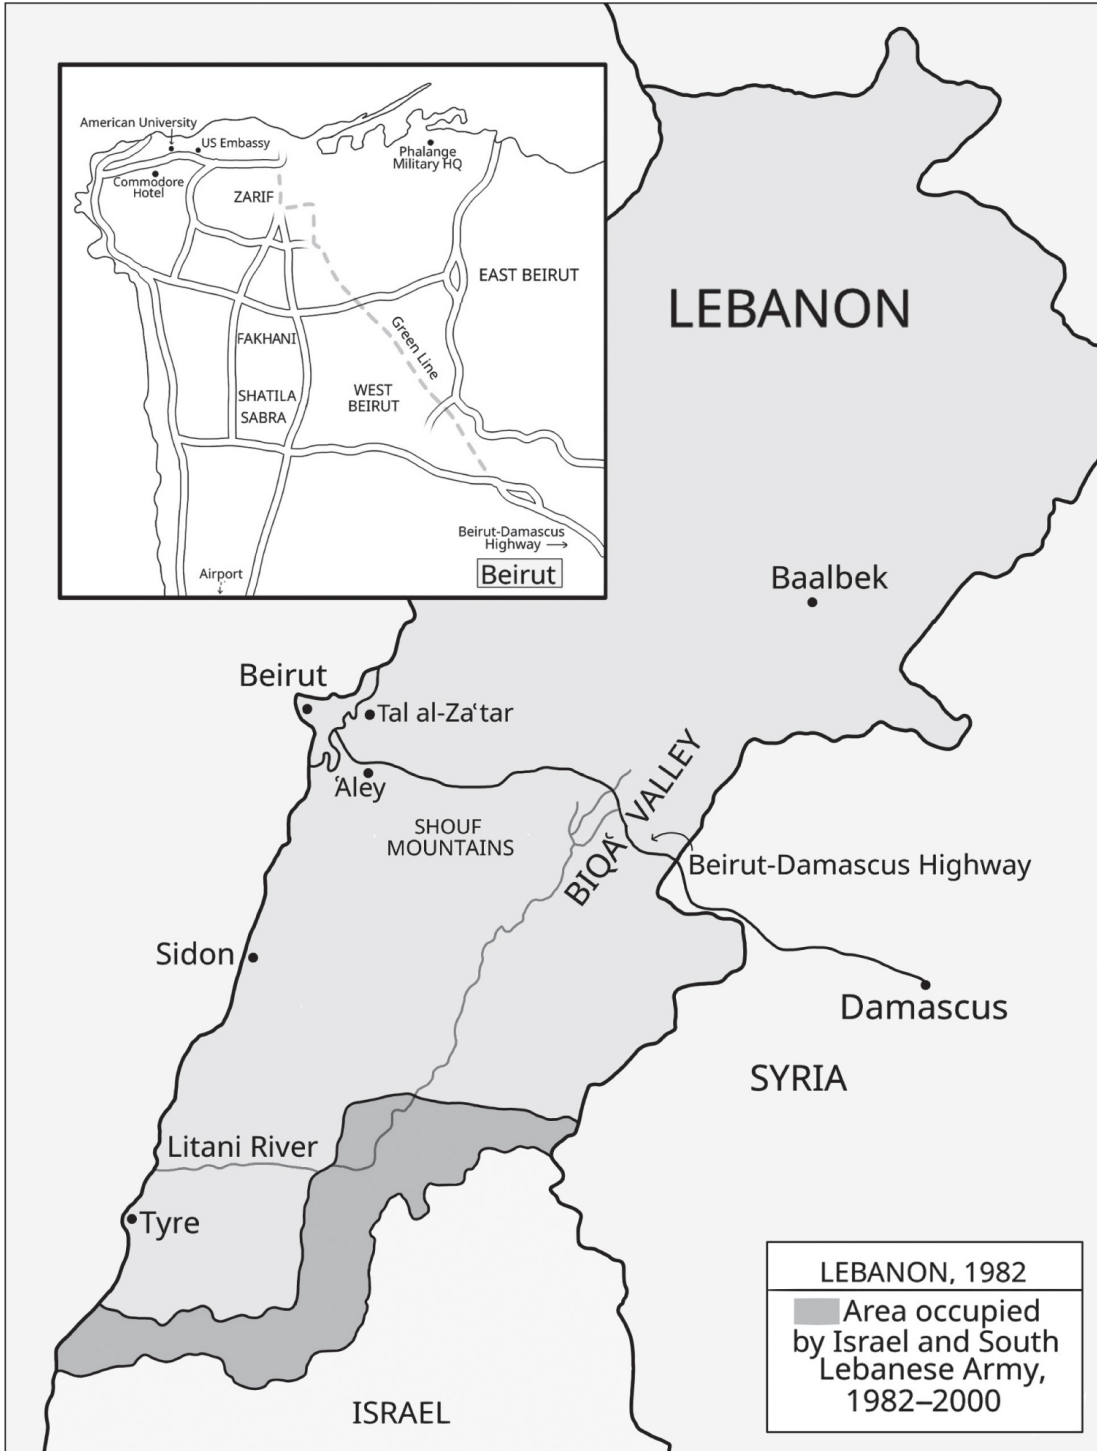 American University
US Embassy
Commodore
Hotel
ZARIF
Phalange
Military HQ
EAST BEIRUT
Green Line
FAKHANI
SHATILA
SABRA
WEST
BEIRUT
Beirut-Damascus
Highway →
Airport
↓
Beirut
LEBANON
Baalbek
Beirut
Tal al-Zaʿtar
ʿAley
SHOUF
MOUNTAINS
BIQAʿ VALLEY
Beirut-Damascus Highway
Sidon
Damascus
SYRIA
Litani River
Tyre
ISRAEL
LEBANON, 1982
Area occupied
by Israel and South
Lebanese Army,
1982–2000